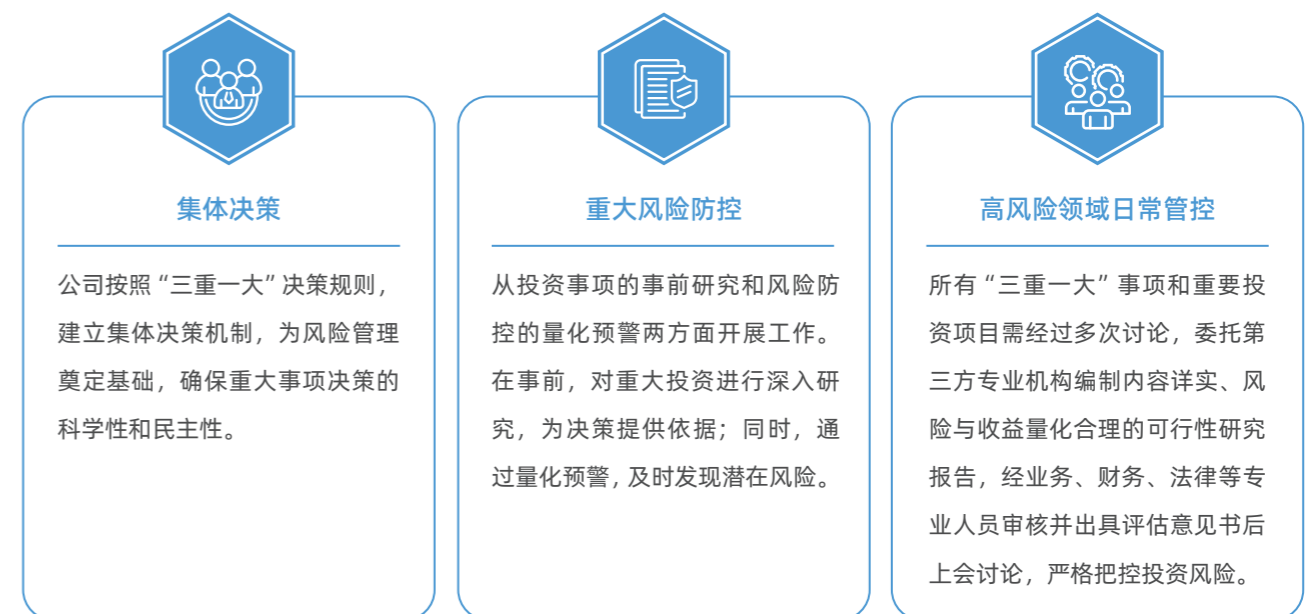 集体决策
公司按照“三重一大”决策规则，
建立集体决策机制，为风险管理
奠定基础，确保重大事项决策的
科学性和民主性。
重大风险防控
从投资事项的事前研究和风险防
控的量化预警两方面开展工作。
在事前，对重大投资进行深入研
究，为决策提供依据；同时，通
过量化预警，及时发现潜在风险。
高风险领域日常管控
所有“三重一大”事项和重要投
资项目需经过多次讨论，委托第
三方专业机构编制内容详实、风
险与收益量化合理的可行性研究
报告，经业务、财务、法律等专
业人员审核并出具评估意见书后
上会讨论，严格把控投资风险。